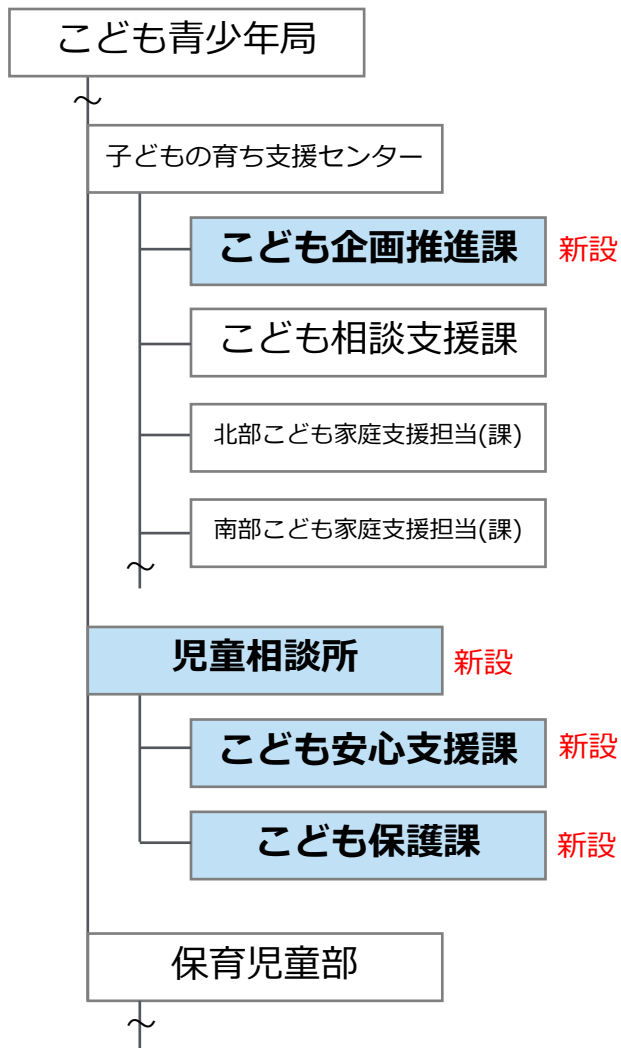 こども青少年局
～
子どもの育ち支援センター
こども企画推進課 新設
こども相談支援課
北部こども家庭支援担当(課)
南部こども家庭支援担当(課)
～
児童相談所 新設
こども安心支援課 新設
こども保護課 新設
保育児童部
～